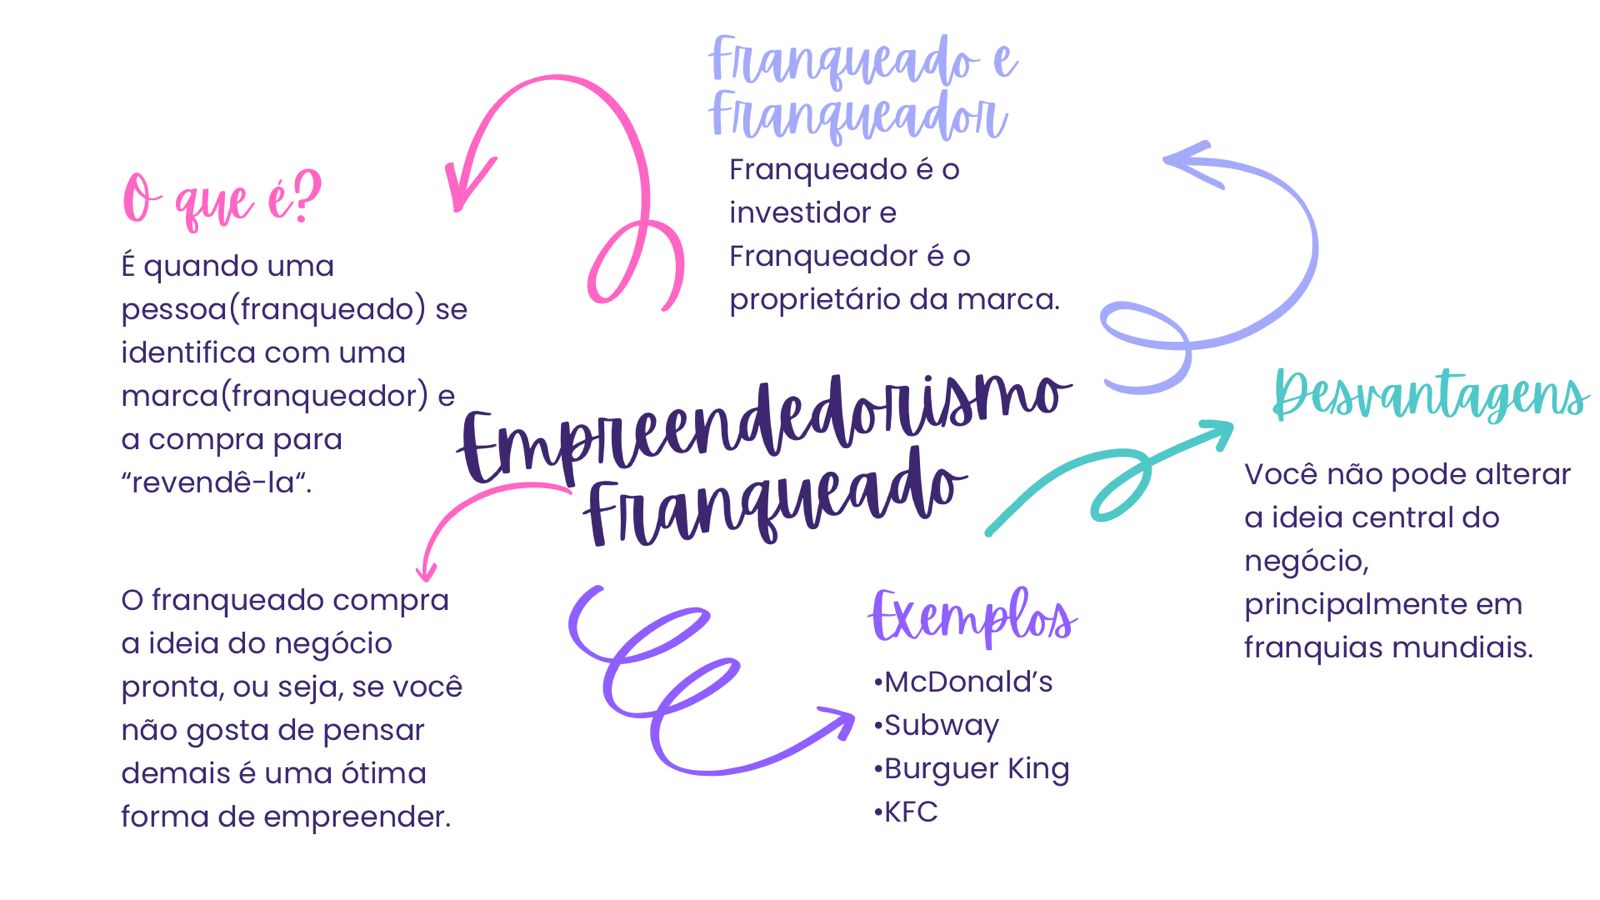 Franqueado e
Franqueador
Franqueado é o
investidor e
Franqueador é o
proprietário da marca.
O que é?
É quando uma
pessoa(franqueado) se
identifica com uma
marca(franqueador) e
a compra para
“revendê-la“.
Empreendedorismo
Franqueado
Desvantagens
Você não pode alterar
a ideia central do
negócio,
principalmente em
franquias mundiais.
O franqueado compra
a ideia do negócio
pronta, ou seja, se você
não gosta de pensar
demais é uma ótima
forma de empreender.
Exemplos
•McDonald’s
•Subway
•Burguer King
•KFC